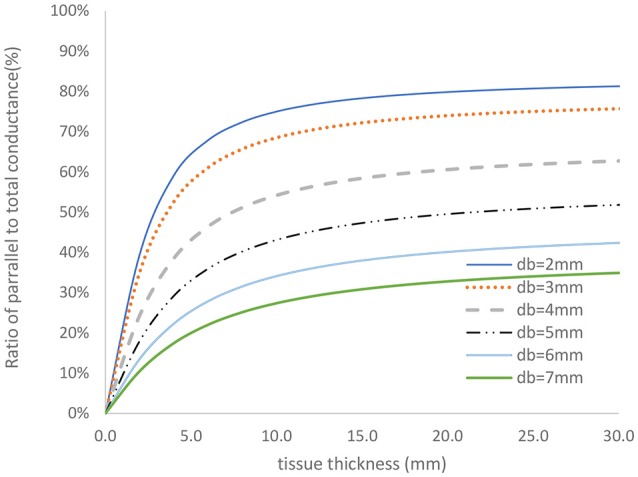 100%
90%
80%
70%
60%
50%
40%
30%
20%
10%
0%
Ratio of parrallel to total conductance(%)
db=2mm
db=3mm
db=4mm
db=5mm
db=6mm
db=7mm
0.0 5.0 10.0 15.0 20.0 25.0 30.0
tissue thickness (mm)